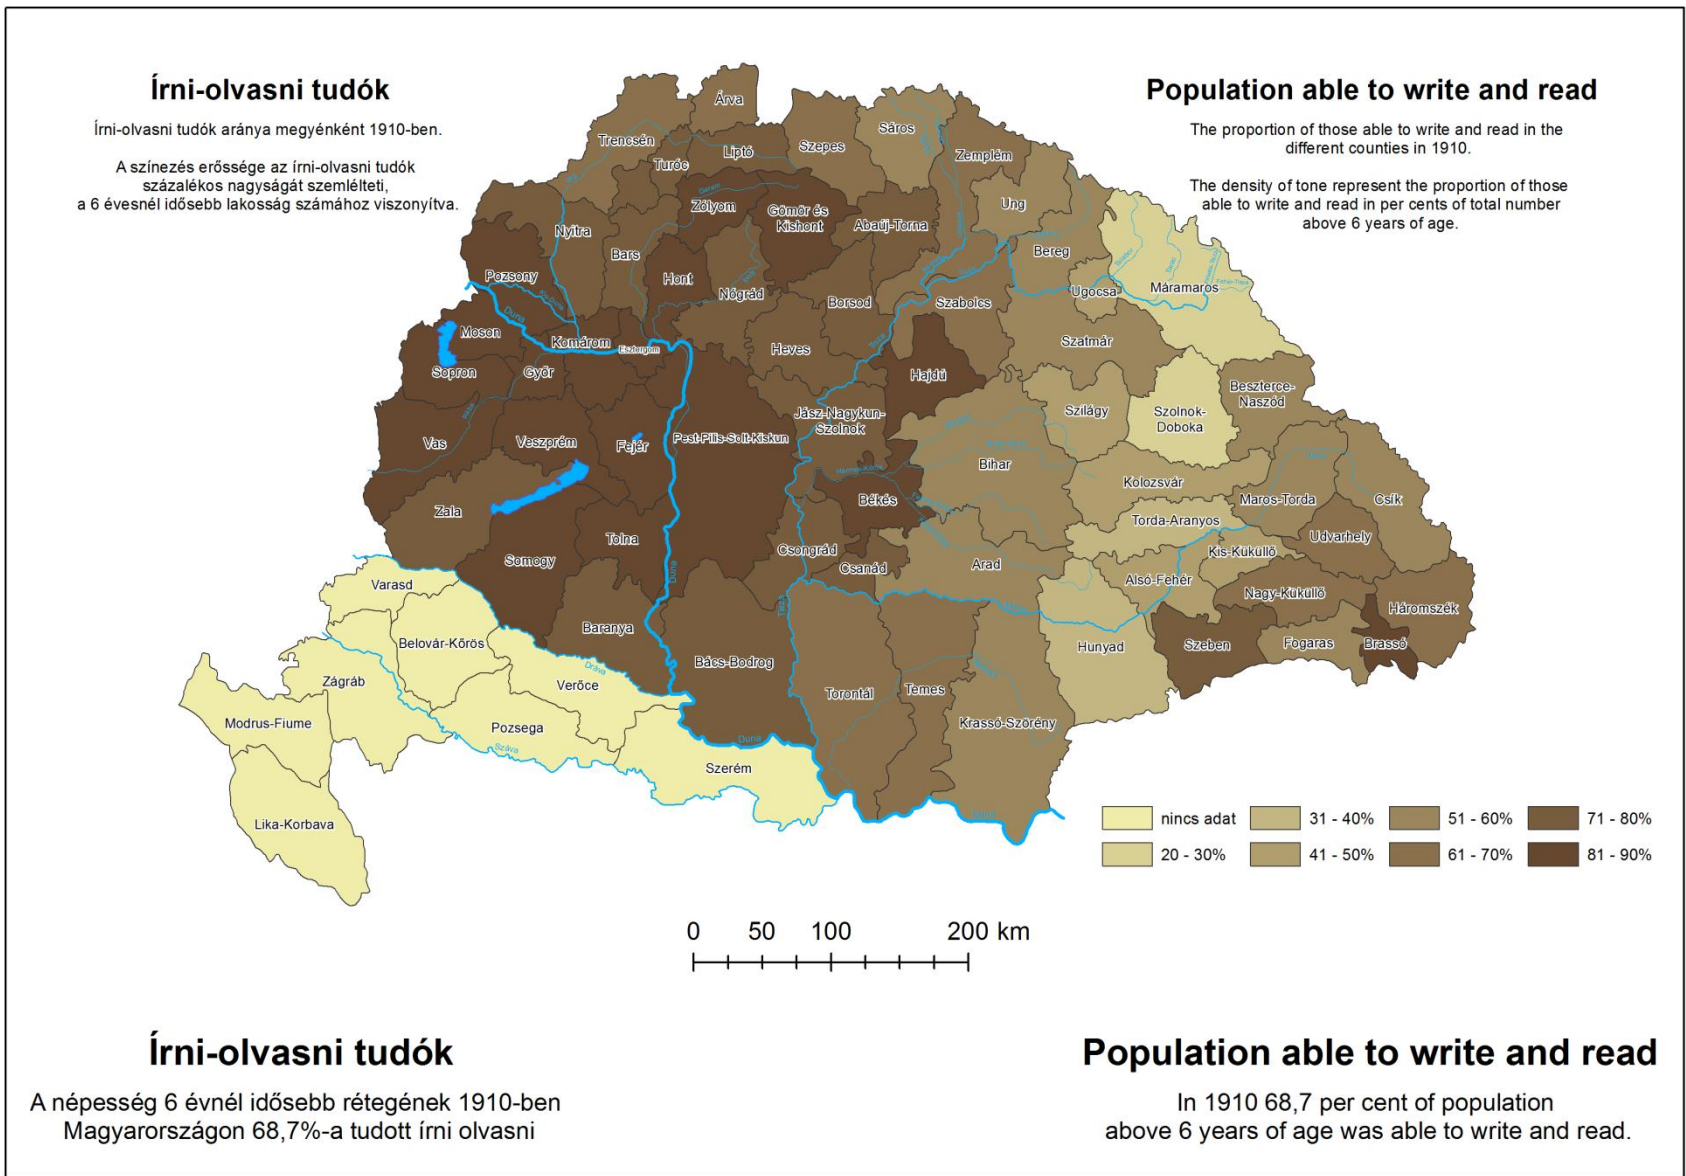 Írni-olvasni tudók
Írni-olvasni tudók aránya megyénként 1910-ben.
A színezés erőssége az írni-olvasni tudók
százalékos nagyságát szemlélteti,
a 6 évesnél idősebb lakosság számához viszonyítva.
Population able to write and read
The proportion of those able to write and read in the
different counties in 1910.
The density of tone represent the proportion of those
able to write and read in per cents of total number
above 6 years of age.
Árva
Trencsén
Sáros
Liptó
Szepes
Turóc
Zemplém
Zólyom
Gömör és
Kishont
Ung
Abaúj-Torna
Nyitra
Bars
Bereg
Pozsony
Hont
Nógrád
Borsod
Szabolcs
Ugocsa
Máramaros
Duna
Moson
Komárom
Esztergom
Heves
Szatmár
Tisza
Sopron
Győr
Hajdú
Beszterce-
Naszód
Szilágy
Szolnok-
Doboka
Jász-Nagykun-
Szolnok
Vas
Veszprém
Fejér
Pest-Pilis-Solt-Kiskun
Bihar
Kolozsvár
Békés
Maros-Torda
Csík
Zala
Torda-Aranyos
Tolna
Csongrád
Udvarhely
Somogy
Csanád
Arad
Kis-Küküllő
Alsó-Fehér
Duna
Varasd
Nagy-Küküllő
Háromszék
Baranya
Belovár-Kőrös
Hunyad
Szeben
Fogaras
Brassó
Bács-Bodrog
Dráva
Zágráb
Verőce
Torontál
Temes
Modrus-Fiume
Pozsega
Krassó-Szörény
Duna
Száva
Szerém
Lika-Korbava
nincs adat
31 - 40%
51 - 60%
71 - 80%
20 - 30%
41 - 50%
61 - 70%
81 - 90%
0 50 100 200 km
Írni-olvasni tudók
A népesség 6 évnél idősebb rétegének 1910-ben
Magyarországon 68,7%-a tudott írni olvasni
Population able to write and read
In 1910 68,7 per cent of population
above 6 years of age was able to write and read.